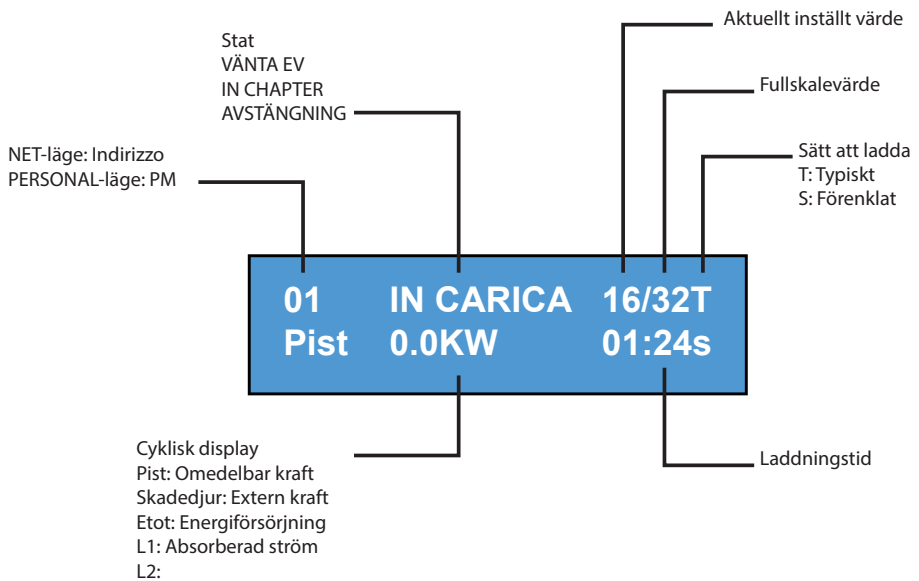 Aktuellt inställt värde
Stat
VÄNTA EV
IN CHAPTER
AVSTÄNGNING
Fullskalevärde
NET-läge: Indirizzo
PERSONAL-läge: PM
Sätt att ladda
T: Typiskt
S: Förenklat
01 IN CARICA 16/32T
Pist 0.0KW 01:24s
Cyklisk display
Pist: Omedelbar kraft
Skadedjur: Extern kraft
Etot: Energiförsörjning
L1: Absorberad ström
L2:
Laddningstid